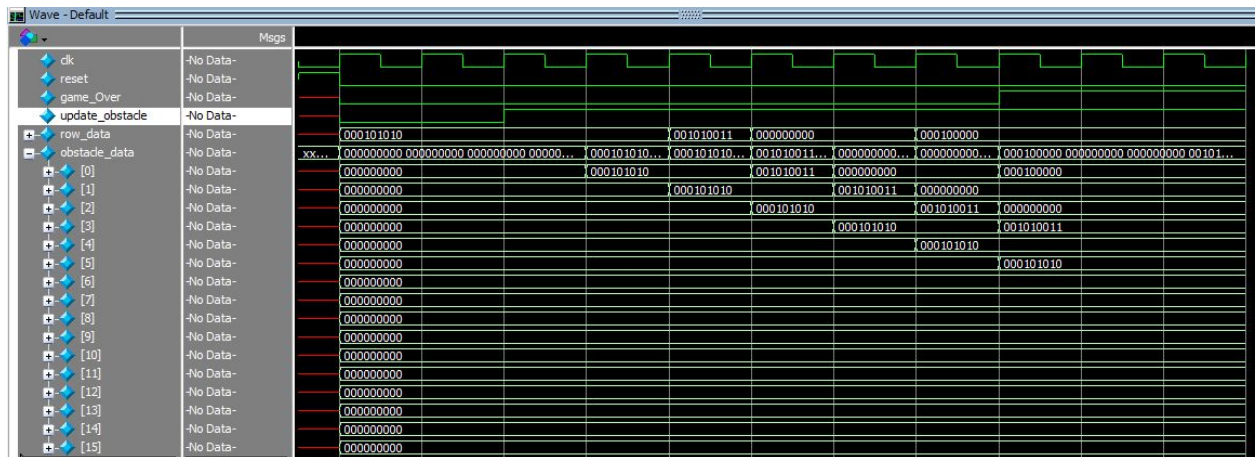 Wave - Default
Msgs
clk -No Data-
reset -No Data-
game_Over -No Data-
update_obstacle -No Data-
row_data -No Data- 000101010 001010011 000000000 000100000
obstacle_data -No Data- xx... 000000000 000000000 000000000 00000... 000101010... 000101010... 001010011... 000000000... 000000000... 000100000 000000000 000000000 00101...
[0] -No Data- 000000000 000101010 001010011 000000000 000100000
[1] -No Data- 000000000 000101010 001010011 000000000
[2] -No Data- 000000000 000101010 001010011 000000000
[3] -No Data- 000000000 000101010 001010011
[4] -No Data- 000000000 000101010
[5] -No Data- 000000000 000101010
[6] -No Data- 000000000
[7] -No Data- 000000000
[8] -No Data- 000000000
[9] -No Data- 000000000
[10] -No Data- 000000000
[11] -No Data- 000000000
[12] -No Data- 000000000
[13] -No Data- 000000000
[14] -No Data- 000000000
[15] -No Data- 000000000